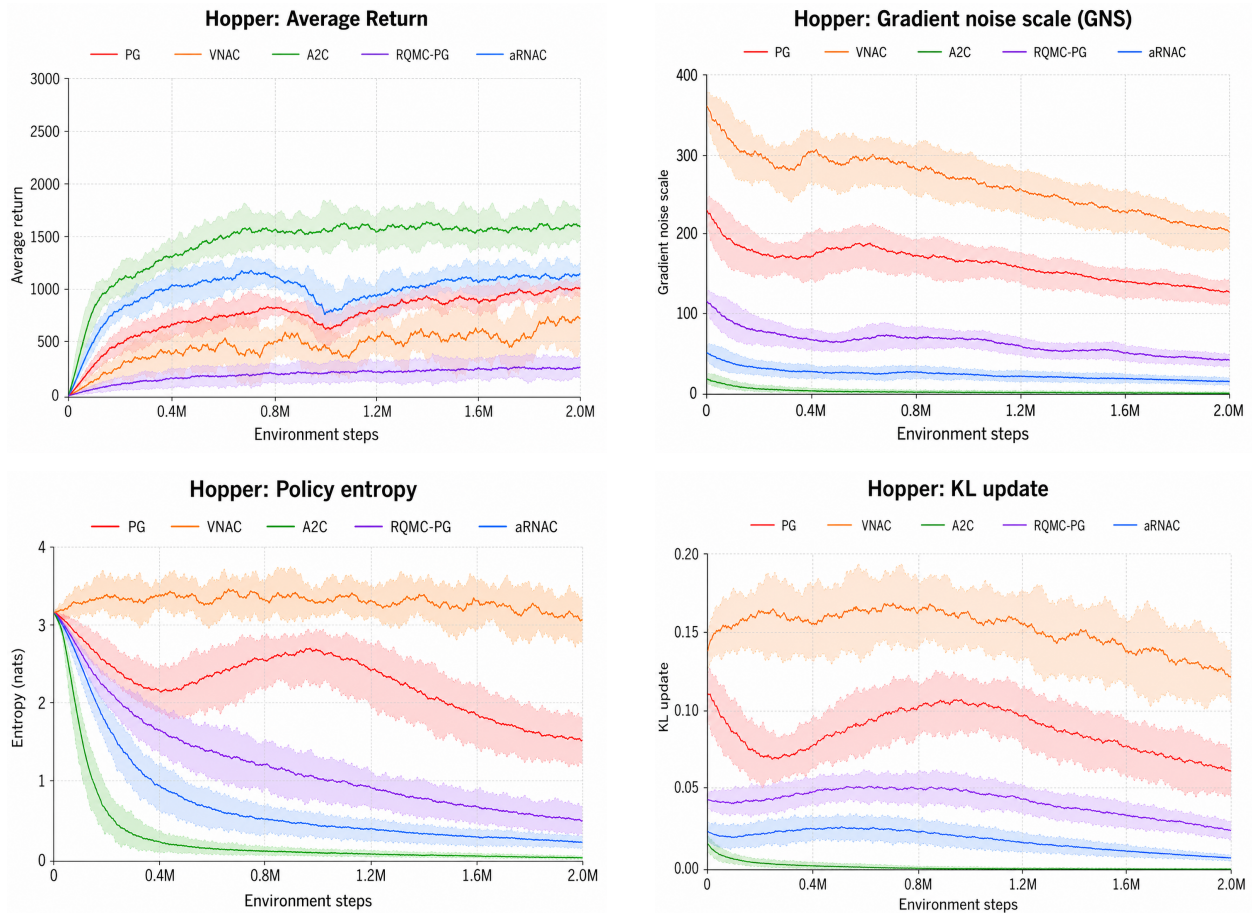 Hopper: Average Return
PG VNAC A2C RQMC-PG aRNAC
3000
2500
2000
1500
1000
500
0
Average return
0 0.4M 0.8M 1.2M 1.6M 2.0M
Environment steps
Hopper: Gradient noise scale (GNS)
PG VNAC A2C RQMC-PG aRNAC
400
300
200
100
0
Gradient noise scale
0 0.4M 0.8M 1.2M 1.6M 2.0M
Environment steps
Hopper: Policy entropy
PG VNAC A2C RQMC-PG aRNAC
4
3
2
1
0
Entropy (nats)
0 0.4M 0.8M 1.2M 1.6M 2.0M
Environment steps
Hopper: KL update
PG VNAC A2C RQMC-PG aRNAC
0.20
0.15
0.10
0.05
0.00
KL update
0 0.4M 0.8M 1.2M 1.6M 2.0M
Environment steps